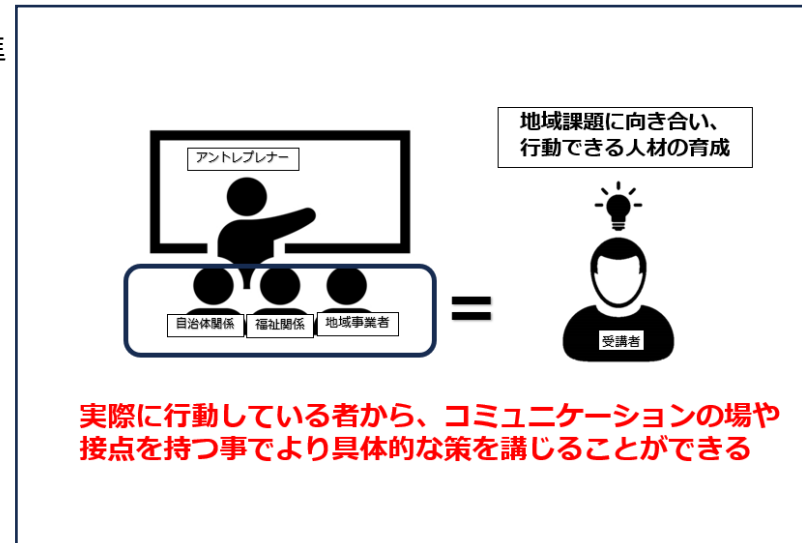 地域課題に向き合い、
行動できる人材の育成
アントレプレナー
自治体関係
福祉関係
地域事業者
=
受講者
実際に行動している者から、コミュニケーションの場や
接点を持つ事でより具体的な策を講じることができる